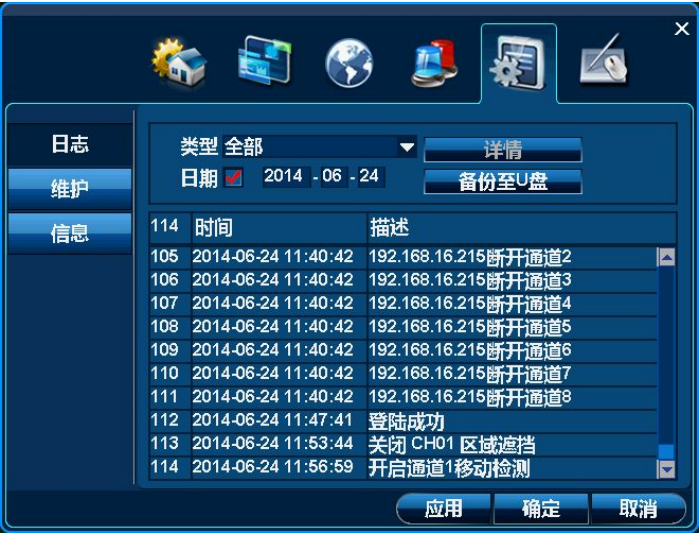 日志
维护
信息
类型 全部 详情
日期 2014 - 06 - 24 备份至U盘
114 时间 描述
105 2014-06-24 11:40:42 192.168.16.215断开通道2
106 2014-06-24 11:40:42 192.168.16.215断开通道3
107 2014-06-24 11:40:42 192.168.16.215断开通道4
108 2014-06-24 11:40:42 192.168.16.215断开通道5
109 2014-06-24 11:40:42 192.168.16.215断开通道6
110 2014-06-24 11:40:42 192.168.16.215断开通道7
111 2014-06-24 11:40:42 192.168.16.215断开通道8
112 2014-06-24 11:47:41 登陆成功
113 2014-06-24 11:53:44 关闭 CH01 区域遮挡
114 2014-06-24 11:56:59 开启通道1移动检测
应用 确定 取消